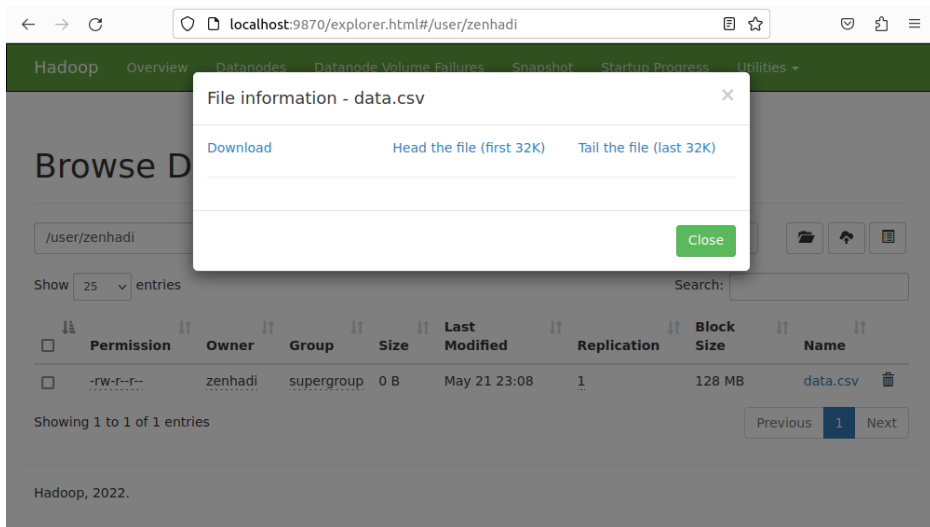 localhost:9870/explorer.html#/user/zenhadi
Hadoop Overview Datanodes Datanode Volume Failures Snapshot Startup Progress Utilities
File information - data.csv ×
Download Head the file (first 32K) Tail the file (last 32K)
Close
Browse D
/user/zenhadi
Show 25 entries Search:
Permission Owner Group Size Last Modified Replication Block Size Name
-rw-r--r-- zenhadi supergroup 0 B May 21 23:08 1 128 MB data.csv
Showing 1 to 1 of 1 entries
Previous 1 Next
Hadoop, 2022.